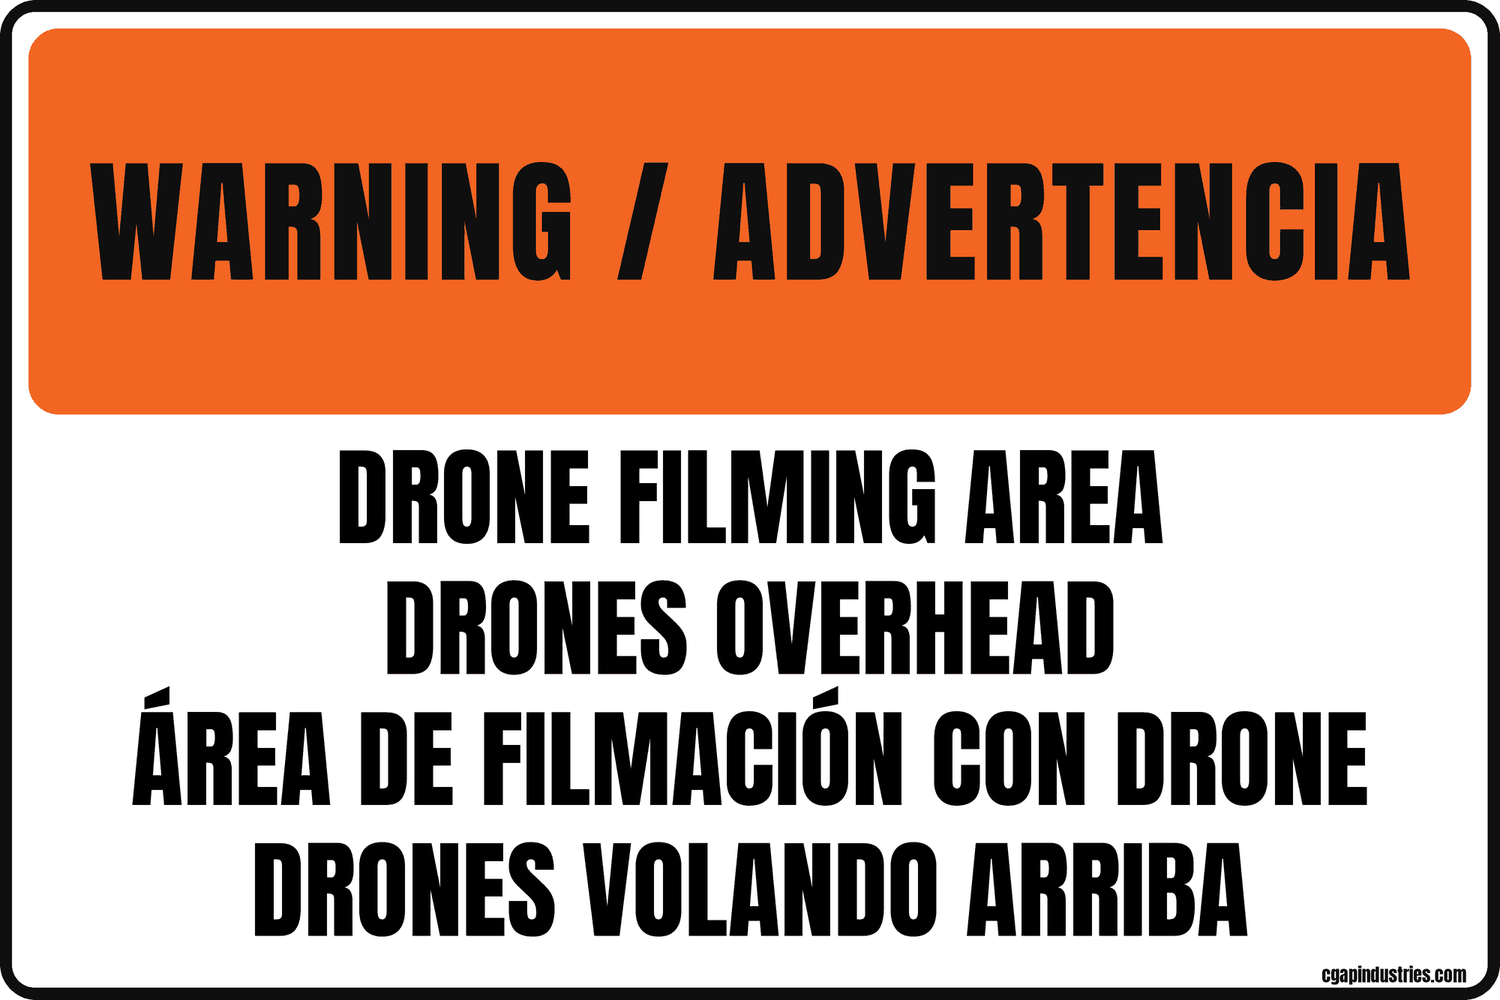 WARNING / ADVERTENCIA
DRONE FILMING AREA
DRONES OVERHEAD
ÁREA DE FILMACIÓN CON DRONE
DRONES VOLANDO ARRIBA
cgapindustries.com